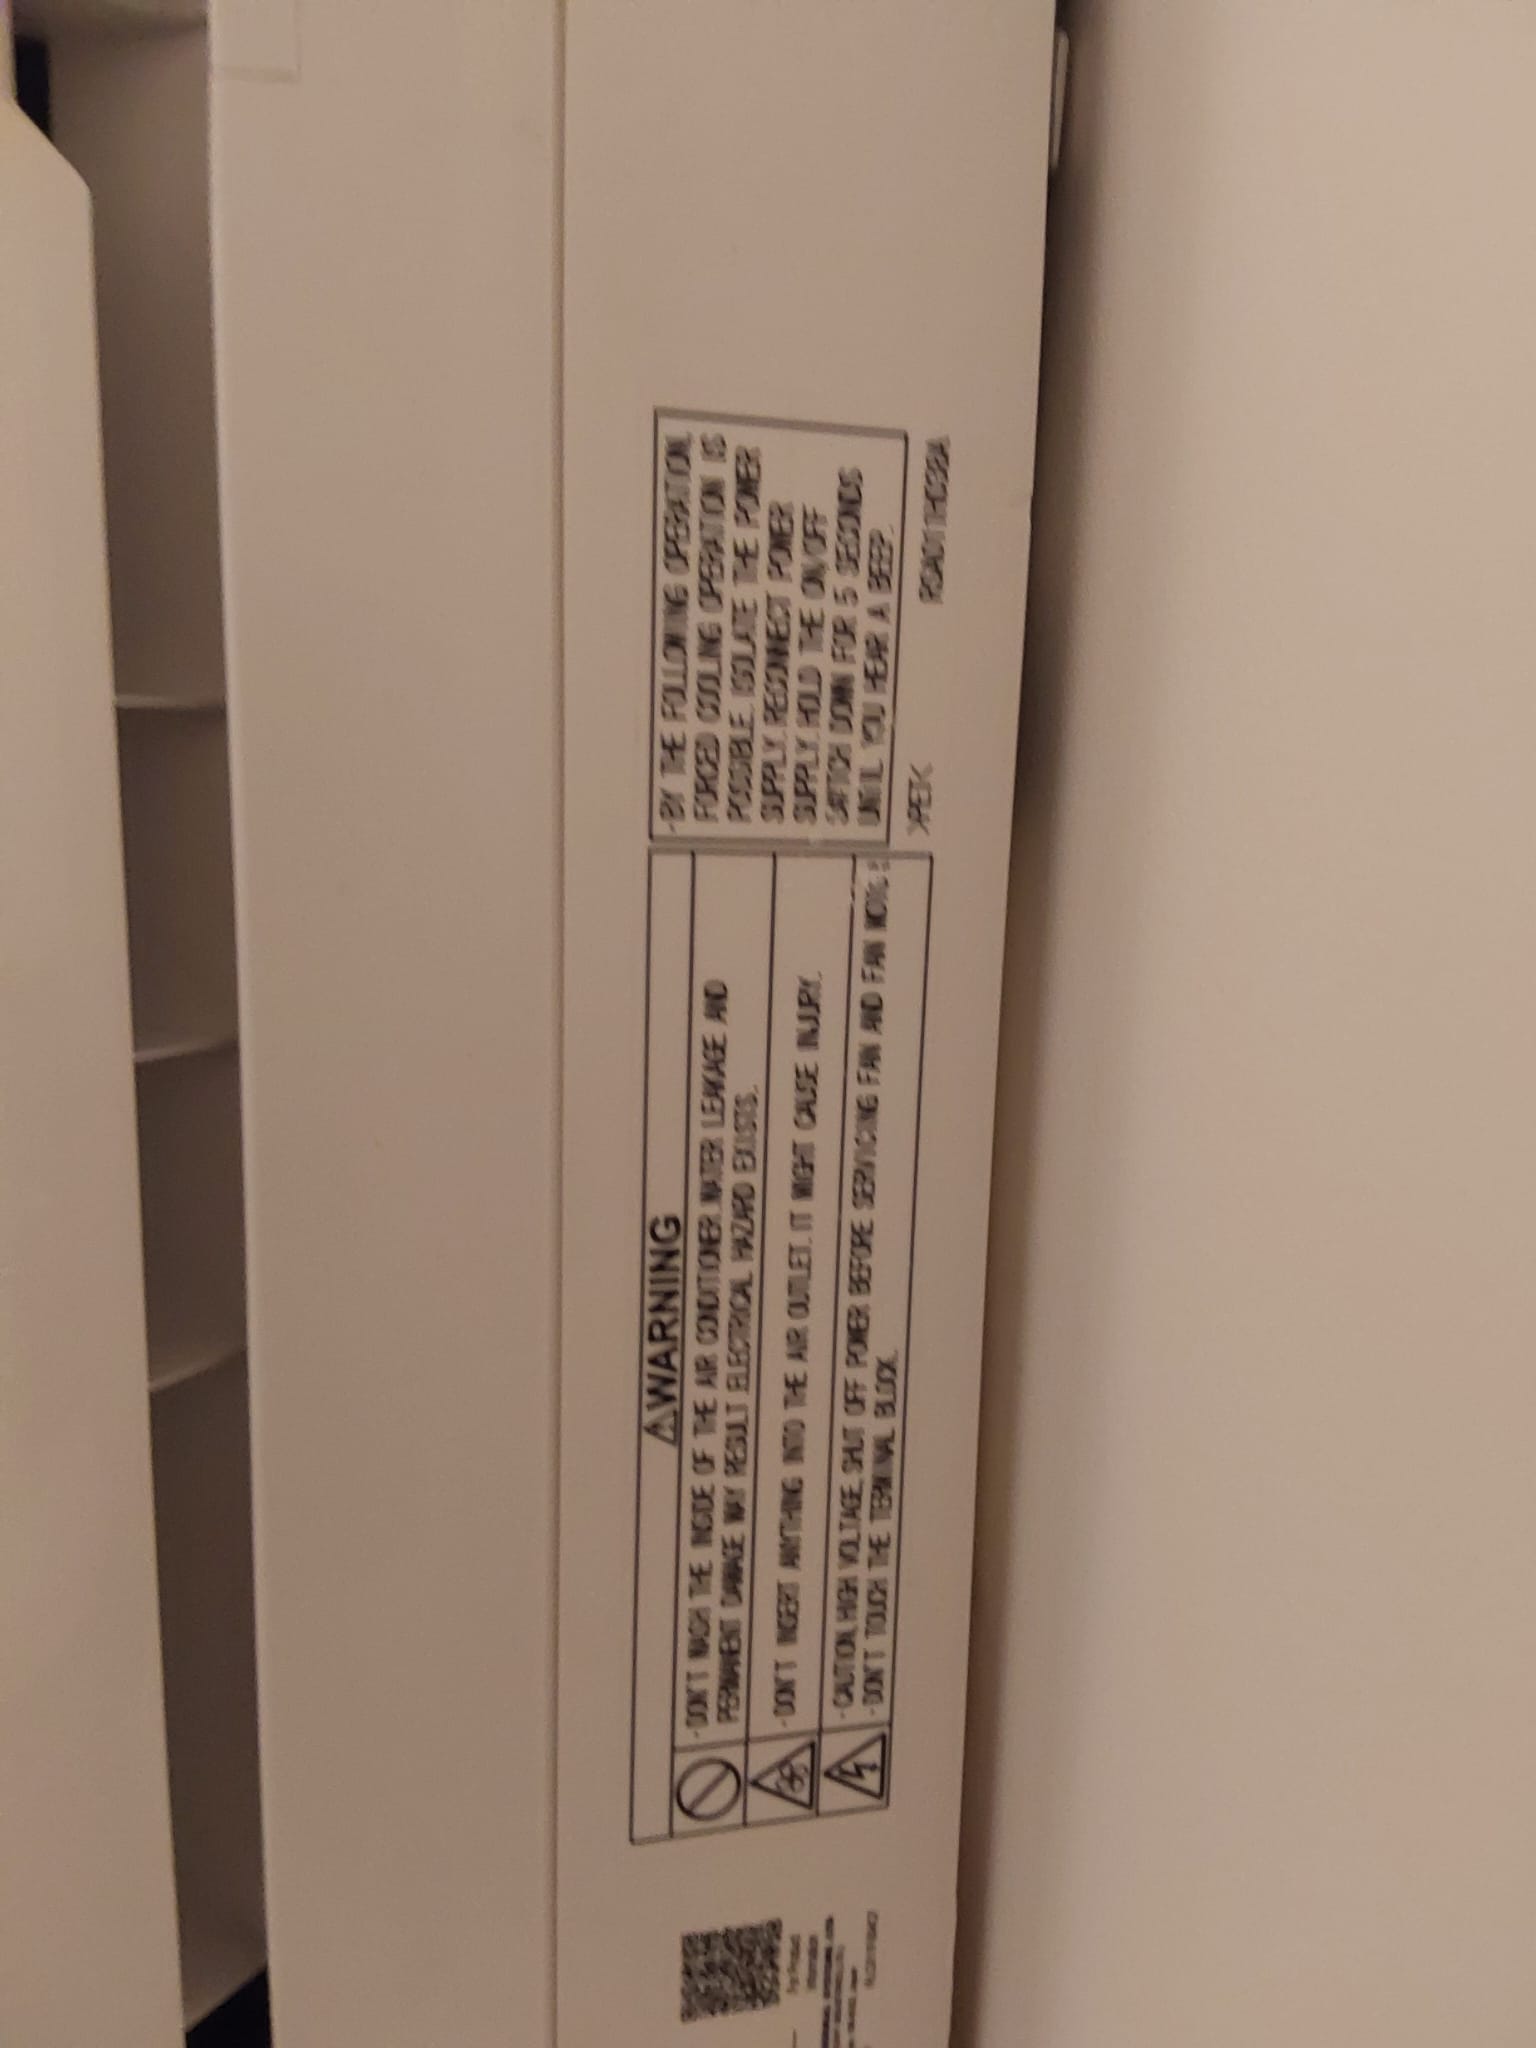 ⚠WARNING
·DON'T WASH THE INSIDE OF THE AIR CONDITIONER.WATER LEAKAGE AND
PERMANENT DAMAGE MAY RESULT.ELECTRICAL HAZARD EXISTS.
·DON'T INSERT ANYTHING INTO THE AIR OUTLET. IT MIGHT CAUSE INJURY.
·CAUTION,HIGH VOLTAGE,SHUT OFF POWER BEFORE SERVICING FAN AND FAN MOTOR
·DON'T TOUCH THE TERMINAL BLOCK.
·BY THE FOLLOWING OPERATION,
FORCED COOLING OPERATION IS
POSSIBLE. ISOLATE THE POWER
SUPPLY.RECONNECT POWER
SUPPLY.HOLD THE ON/OFF
SWITCH DOWN FOR 5 SECONDS
UNTIL YOU HEAR A BEEP.
For Product
Information